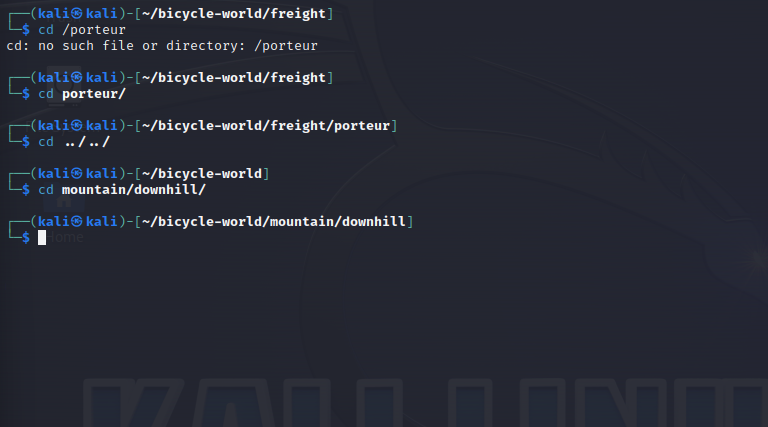 ┌──(kali㉿kali)-[~/bicycle-world/freight]
└─$ cd /porteur
cd: no such file or directory: /porteur
┌──(kali㉿kali)-[~/bicycle-world/freight]
└─$ cd porteur/
┌──(kali㉿kali)-[~/bicycle-world/freight/porteur]
└─$ cd ../../
┌──(kali㉿kali)-[~/bicycle-world]
└─$ cd mountain/downhill/
┌──(kali㉿kali)-[~/bicycle-world/mountain/downhill]
└─$
Home
KALI LINUX